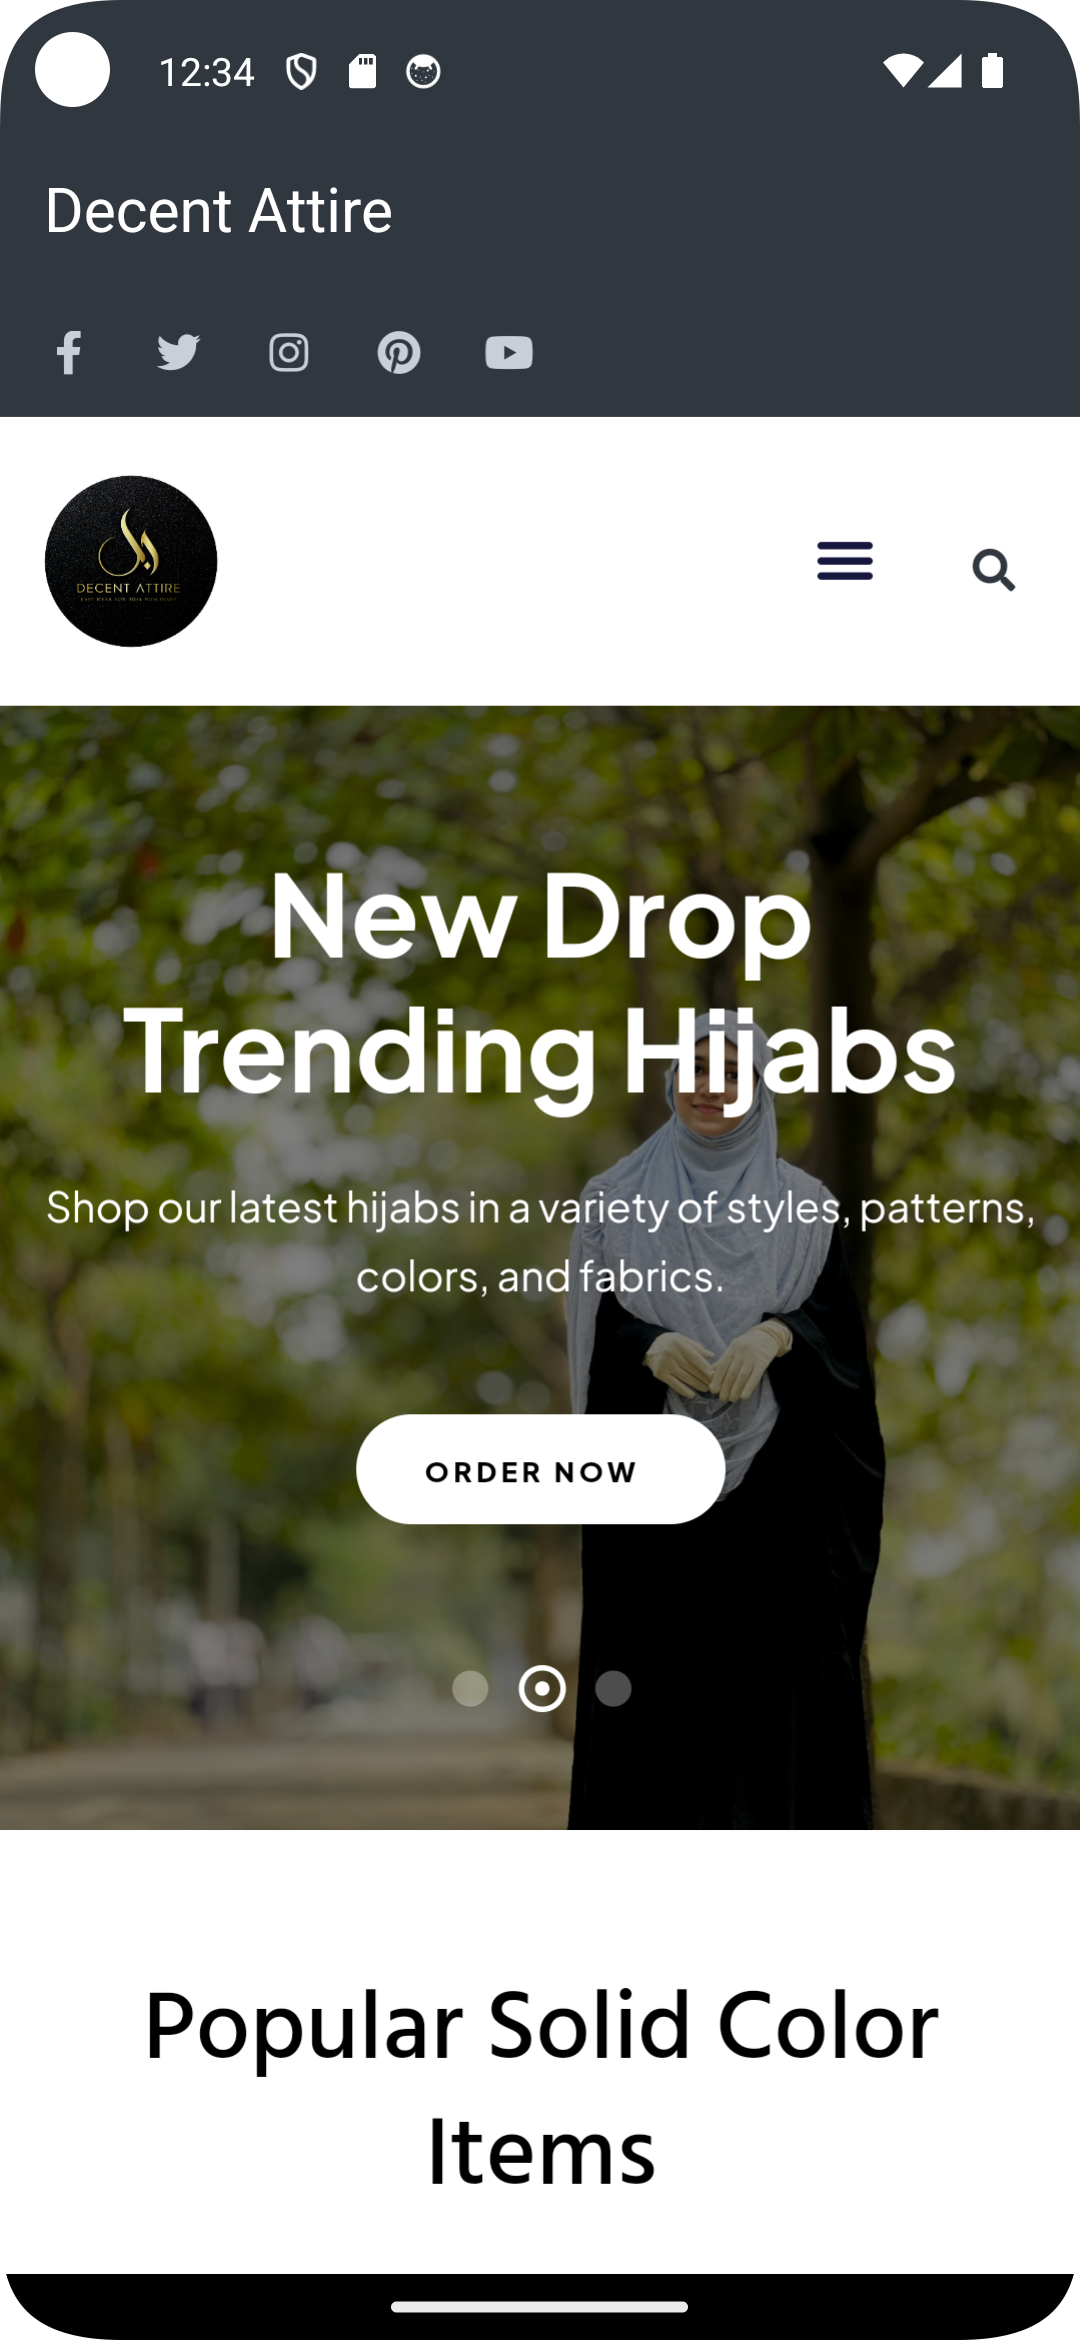 12:34
Decent Attire
DECENT ATTIRE
New Drop
Trending Hijabs
Shop our latest hijabs in a variety of styles, patterns,
colors, and fabrics.
ORDER NOW
Popular Solid Color
Items